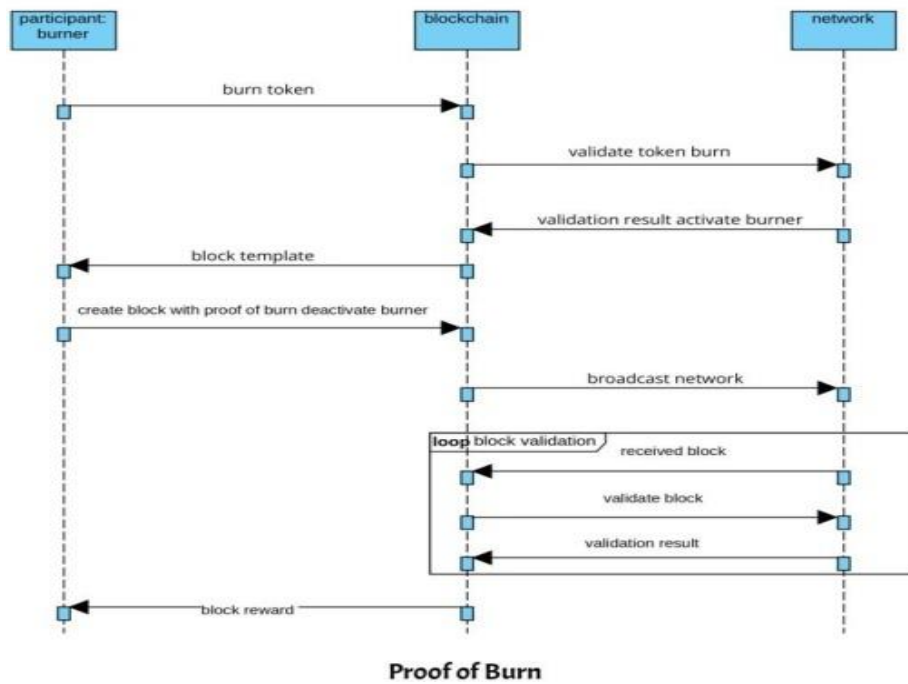 participant:
burner
blockchain
network
burn token
validate token burn
validation result activate burner
block template
create block with proof of burn deactivate burner
broadcast network
loop block validation
received block
validate block
validation result
block reward
Proof of Burn